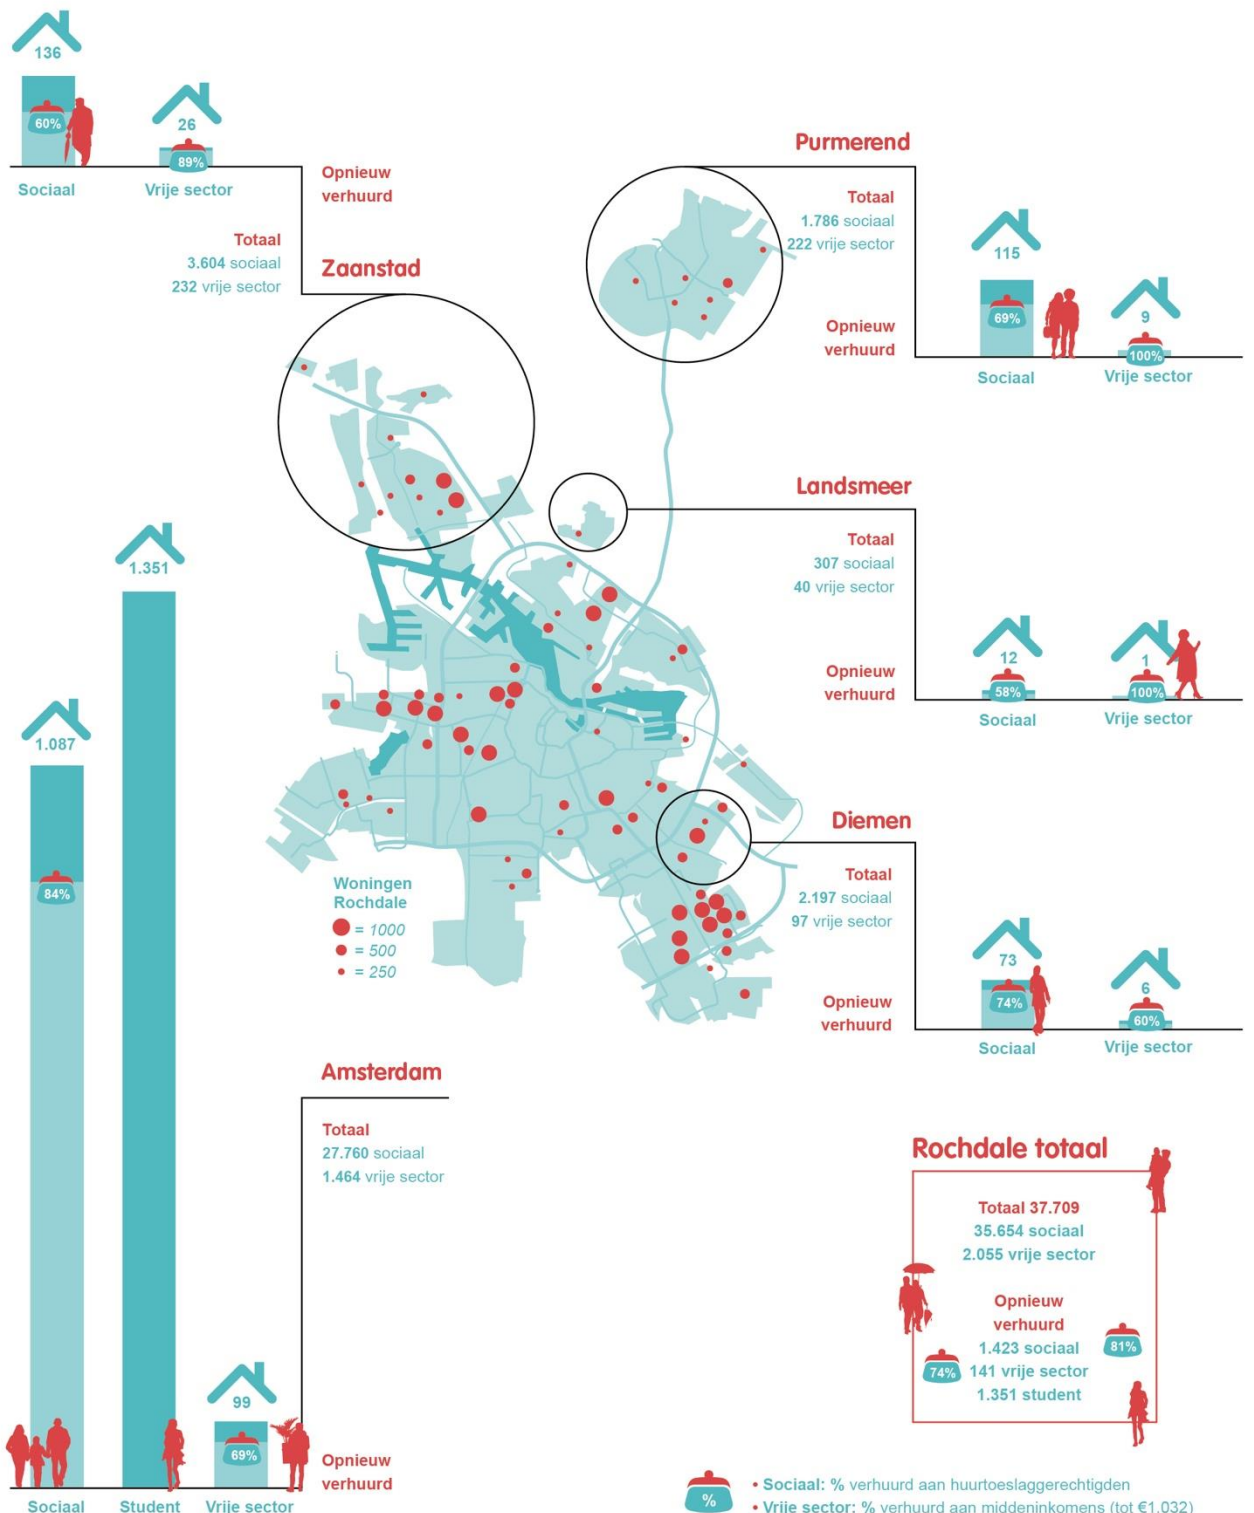 136
60%
Sociaal
26
89%
Vrije sector
Opnieuw
verhuurd
Totaal
3.604 sociaal
232 vrije sector
Zaanstad
Purmerend
Totaal
1.786 sociaal
222 vrije sector
Opnieuw
verhuurd
115
69%
Sociaal
9
100%
Vrije sector
Landsmeer
Totaal
307 sociaal
40 vrije sector
Opnieuw
verhuurd
12
58%
Sociaal
1
100%
Vrije sector
Diemen
Totaal
2.197 sociaal
97 vrije sector
Opnieuw
verhuurd
73
74%
Sociaal
6
60%
Vrije sector
Woningen
Rochdale
= 1000
= 500
= 250
Amsterdam
Totaal
27.760 sociaal
1.464 vrije sector
1.087
84%
Sociaal
1.351
Student
99
69%
Vrije sector
Opnieuw
verhuurd
Rochdale totaal
Totaal 37.709
35.654 sociaal
2.055 vrije sector
Opnieuw
verhuurd
1.423 sociaal
81%
74%
141 vrije sector
1.351 student
%
• Sociaal: % verhuurd aan huurtoeslaggerechtigden
• Vrije sector: % verhuurd aan middeninkomens (tot €1.032)